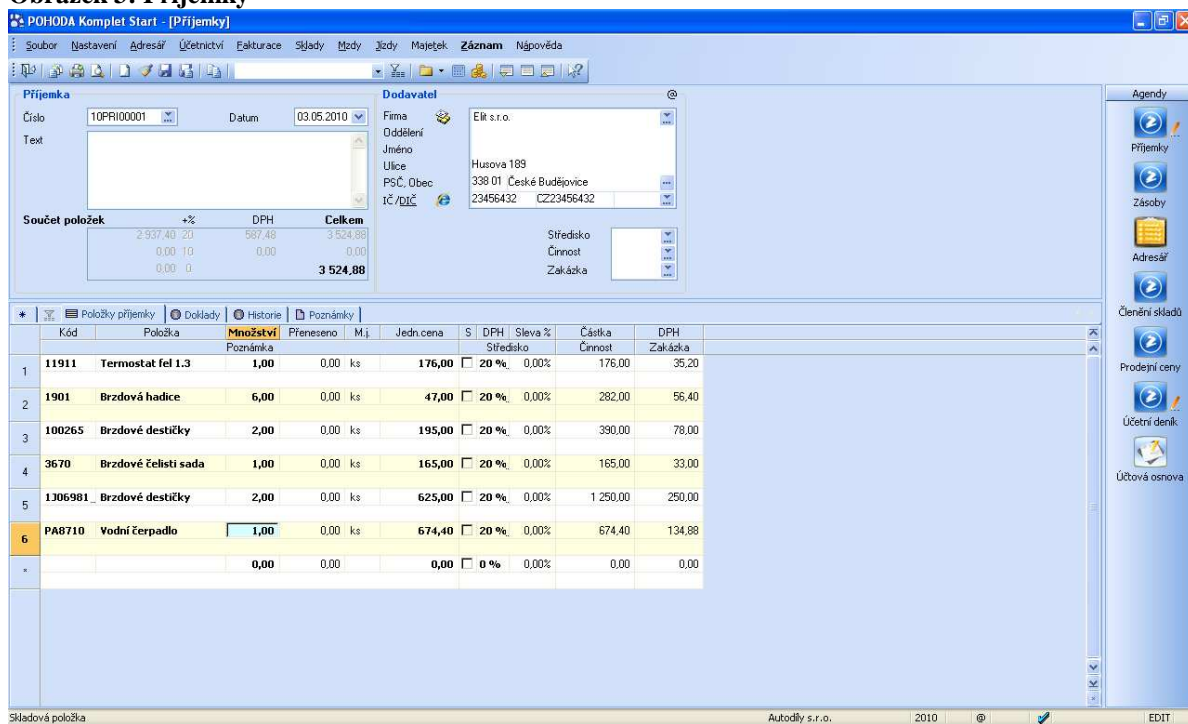 Obrázek 5: Příjemky
POHODA Komplet Start - [Příjemky]
Soubor Nastavení Adresář Účetnictví Fakturace Sklady Mzdy Jízdy Majetek Záznam Nápověda
Příjemka
Číslo 10PRI00001 Datum 03.05.2010
Text
Součet položek +% DPH Celkem
2 937,40 20 587,48 3 524,88
0,00 10 0,00 0,00
0,00 0
3 524,88
Dodavatel @
Firma Elit s.r.o.
Oddělení
Jméno
Ulice Husova 189
PSČ, Obec 338 01 České Budějovice
IČ/DIČ 23456432 CZ23456432
Středisko
Činnost
Zakázka
Agendy
Příjemky
Zásoby
Adresář
Členění skladů
Prodejní ceny
Účetní deník
Účtová osnova
* Položky příjemky Doklady Historie Poznámky
Kód Položka Množství Přeneseno M.j. Jedn.cena S DPH Sleva % Částka DPH
Poznámka Středisko Činnost Zakázka
1 11911 Termostat fel 1.3 1,00 0,00 ks 176,00 20 % 0,00% 176,00 35,20
2 1901 Brzdová hadice 6,00 0,00 ks 47,00 20 % 0,00% 282,00 56,40
3 100265 Brzdové destičky 2,00 0,00 ks 195,00 20 % 0,00% 390,00 78,00
4 3670 Brzdové čelisti sada 1,00 0,00 ks 165,00 20 % 0,00% 165,00 33,00
5 1J06981_ Brzdové destičky 2,00 0,00 ks 625,00 20 % 0,00% 1 250,00 250,00
6 PA8710 Vodní čerpadlo 1,00 0,00 ks 674,40 20 % 0,00% 674,40 134,88
* 0,00 0,00 0,00 0 % 0,00% 0,00 0,00
Skladová položka Autodíly s.r.o. 2010 @ EDIT